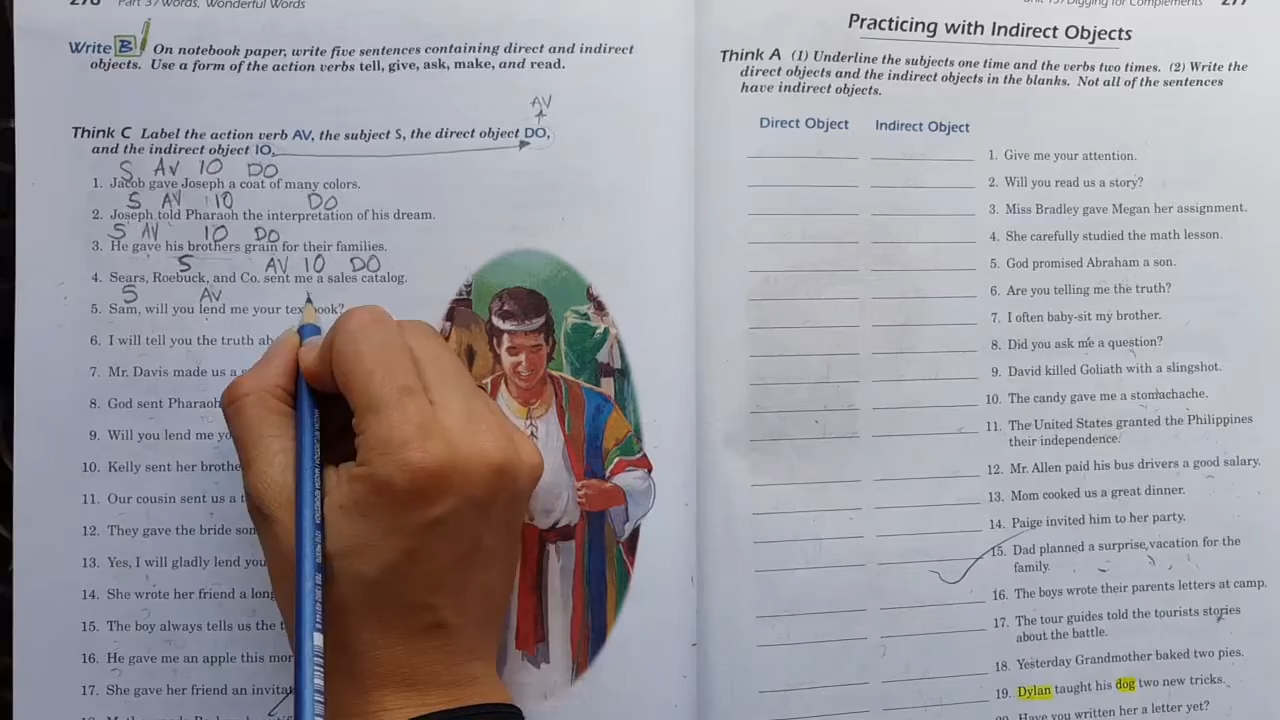 276 Part 3/Words, Wonderful Words
Write B On notebook paper, write five sentences containing direct and indirect
objects. Use a form of the action verbs tell, give, ask, make, and read.
AV
Think C Label the action verb AV, the subject S, the direct object DO,
and the indirect object IO.
S AV IO DO
1. Jacob gave Joseph a coat of many colors.
S AV IO DO
2. Joseph told Pharaoh the interpretation of his dream.
S AV IO DO
3. He gave his brothers grain for their families.
S AV IO DO
4. Sears, Roebuck, and Co. sent me a sales catalog.
S AV
5. Sam, will you lend me your textbook?
6. I will tell you the truth
7. Mr. Davis made us a
8. God sent Pharaoh
9. Will you lend me
10. Kelly sent her
11. Our cousin sent us a
12. They gave the bride
13. Yes, I will gladly lend you
14. She wrote her friend a
15. The boy always tells us the
16. He gave me an apple this
17. She gave her friend an
Complements 277
Practicing with Indirect Objects
Think A (1) Underline the subjects one time and the verbs two times. (2) Write the
direct objects and the indirect objects in the blanks. Not all of the sentences
have indirect objects.
Direct Object Indirect Object
1. Give me your attention.
2. Will you read us a story?
3. Miss Bradley gave Megan her assignment.
4. She carefully studied the math lesson.
5. God promised Abraham a son.
6. Are you telling me the truth?
7. I often baby-sit my brother.
8. Did you ask me a question?
9. David killed Goliath with a slingshot.
10. The candy gave me a stomachache.
11. The United States granted the Philippines
their independence.
12. Mr. Allen paid his bus drivers a good salary.
13. Mom cooked us a great dinner.
14. Paige invited him to her party.
15. Dad planned a surprise vacation for the
family.
16. The boys wrote their parents letters at camp.
17. The tour guides told the tourists stories
about the battle.
18. Yesterday Grandmother baked two pies.
19. Dylan taught his dog two new tricks.
20. Have you written her a letter yet?